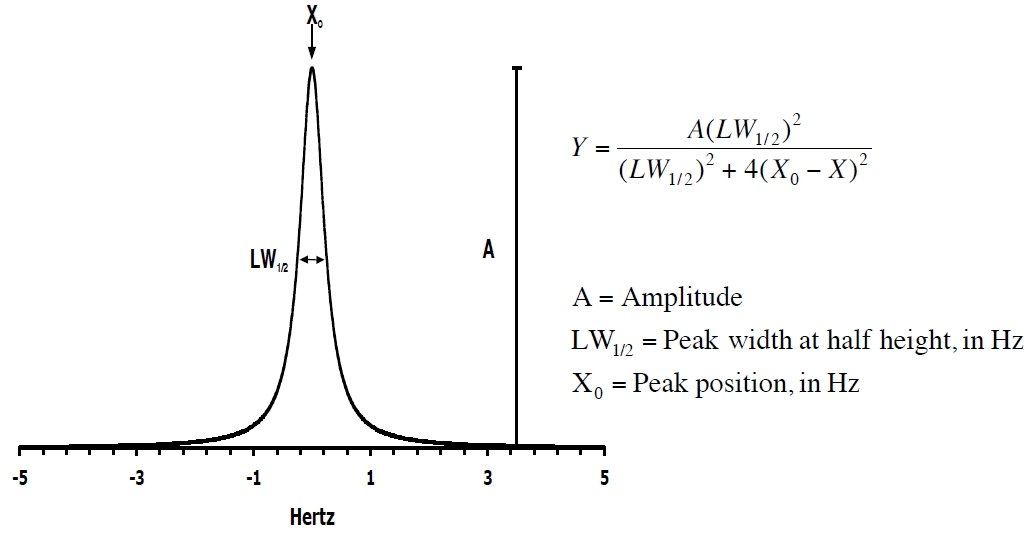 X₀
LW₁/₂
A
-5 -3 -1 1 3 5
Hertz
Y = A(LW₁/₂)² / (LW₁/₂)² + 4(X₀ − X)²
A = Amplitude
LW₁/₂ = Peak width at half height, in Hz
X₀ = Peak position, in Hz